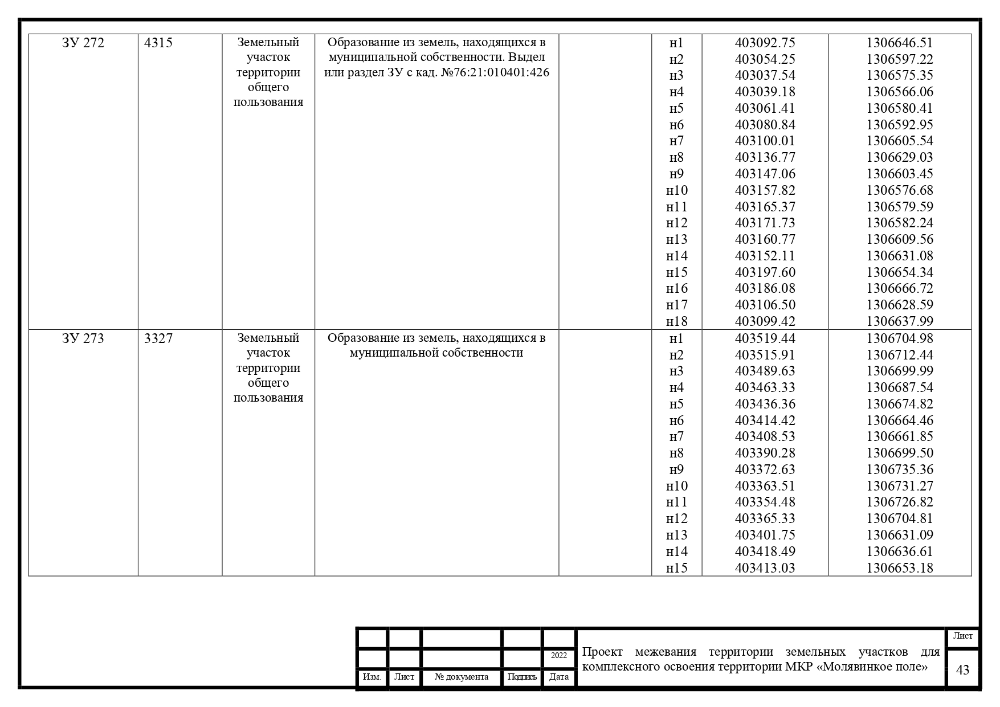 ЗУ 272 4315 Земельный Образование из земель, находящихся в н1 403092.75 1306646.51
участок муниципальной собственности. Выдел н2 403054.25 1306597.22
территории или раздел ЗУ с кад. №76:21:010401:426 н3 403037.54 1306575.35
общего н4 403039.18 1306566.06
пользования н5 403061.41 1306580.41
н6 403080.84 1306592.95
н7 403100.01 1306605.54
н8 403136.77 1306629.03
н9 403147.06 1306603.45
н10 403157.82 1306576.68
н11 403165.37 1306579.59
н12 403171.73 1306582.24
н13 403160.77 1306609.56
н14 403152.11 1306631.08
н15 403197.60 1306654.34
н16 403186.08 1306666.72
н17 403106.50 1306628.59
н18 403099.42 1306637.99
ЗУ 273 3327 Земельный Образование из земель, находящихся в н1 403519.44 1306704.98
участок муниципальной собственности н2 403515.91 1306712.44
территории н3 403489.63 1306699.99
общего н4 403463.33 1306687.54
пользования н5 403436.36 1306674.82
н6 403414.42 1306664.46
н7 403408.53 1306661.85
н8 403390.28 1306699.50
н9 403372.63 1306735.36
н10 403363.51 1306731.27
н11 403354.48 1306726.82
н12 403365.33 1306704.81
н13 403401.75 1306631.09
н14 403418.49 1306636.61
н15 403413.03 1306653.18
Лист
2022 Проект межевания территории земельных участков для
комплексного освоения территории МКР «Молявинкое поле» 43
Изм. Лист № документа Подпись Дата